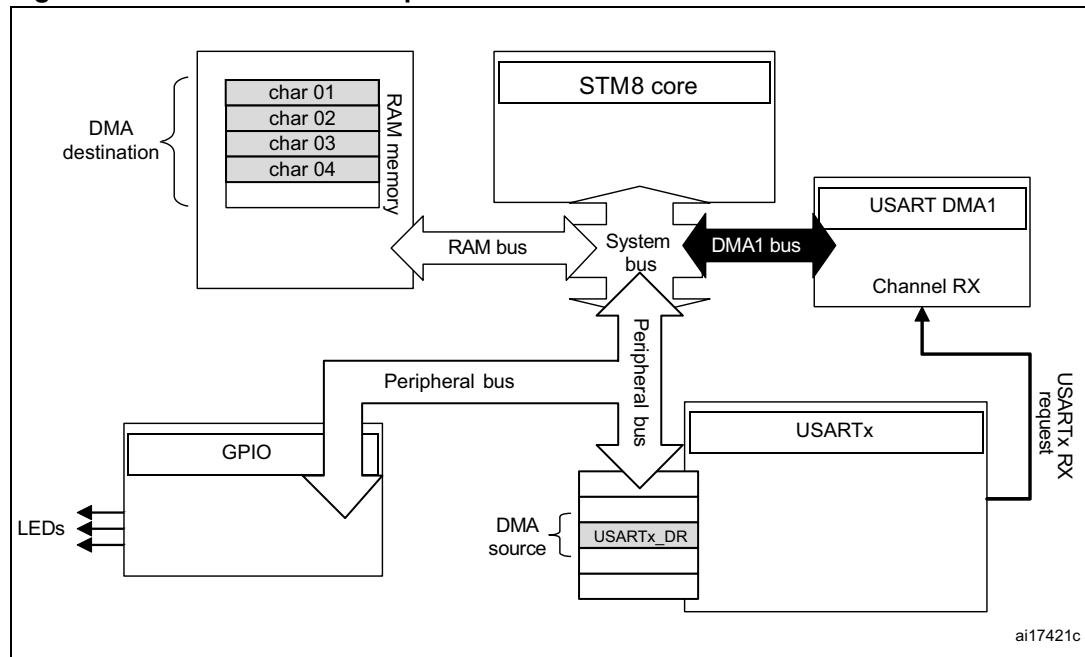 char 01
char 02
char 03
char 04
DMA
destination
RAM memory
STM8 core
RAM bus
System
bus
DMA1 bus
USART DMA1
Channel RX
Peripheral bus
Peripheral bus
USARTx RX
request
GPIO
LEDs
USARTx
DMA
source
USARTx_DR
ai17421c